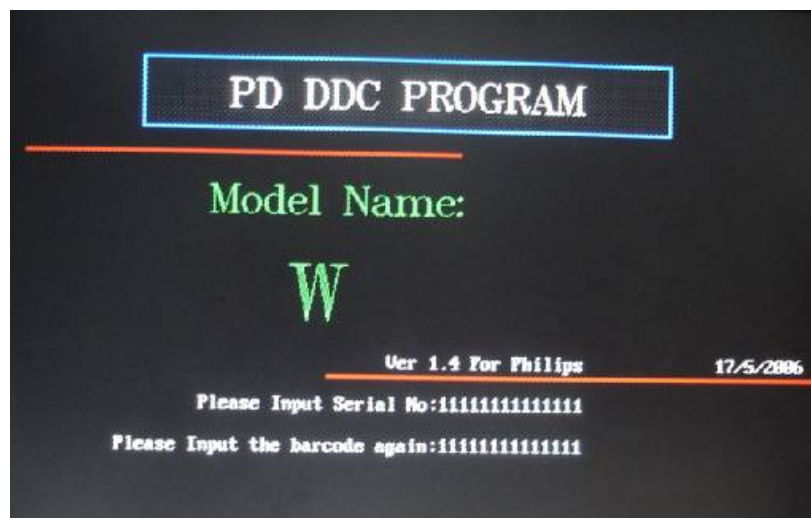 PD DDC PROGRAM
Model Name:
W
Ver 1.4 For Philips 17/5/2006
Please Input Serial No:11111111111111
Please Input the barcode again:11111111111111